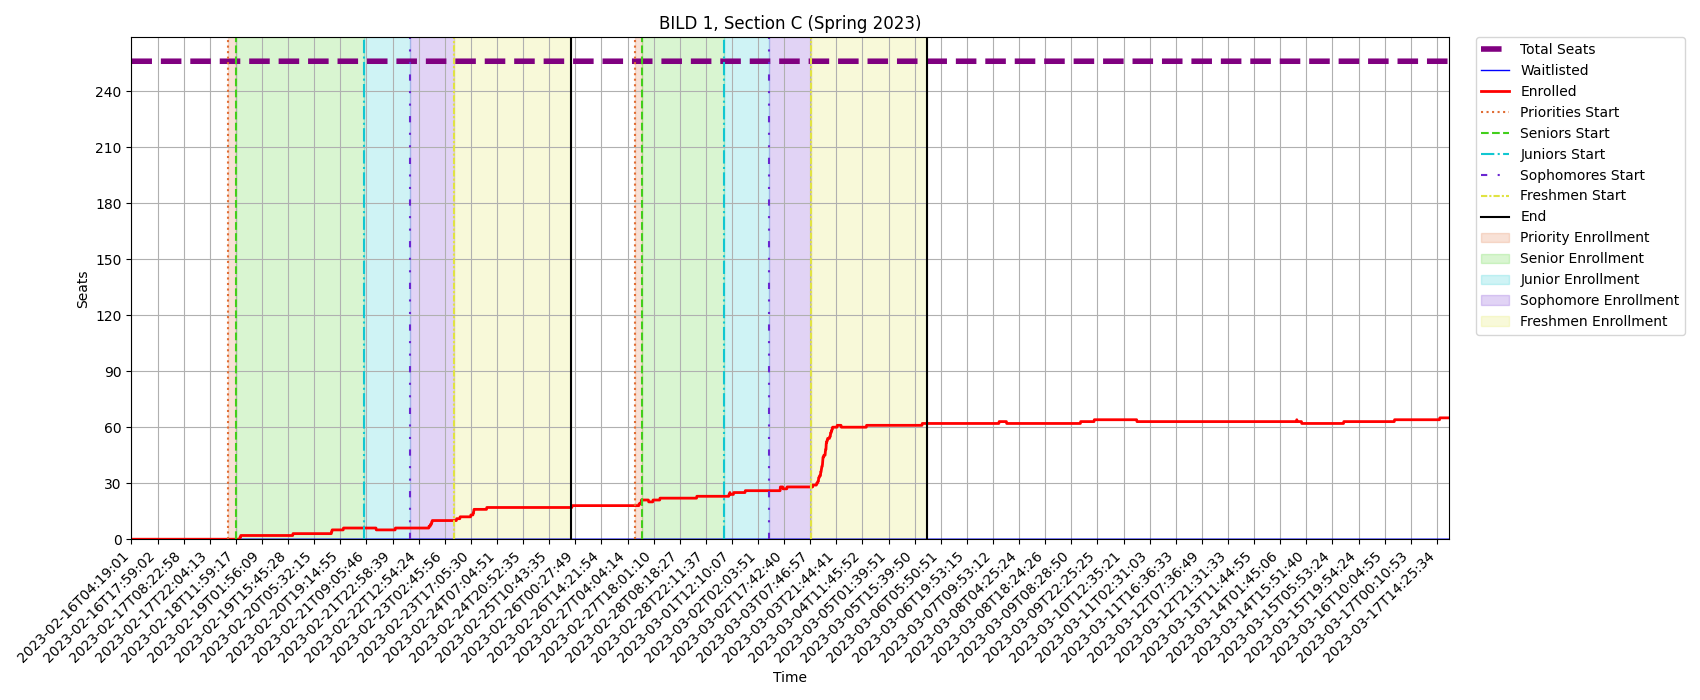 BILD 1, Section C (Spring 2023)
Seats
240
210
180
150
120
90
60
30
0
2023-02-16T04:19:01
2023-02-16T17:59:02
2023-02-17T08:22:58
2023-02-17T22:04:13
2023-02-18T11:59:17
2023-02-19T01:56:09
2023-02-19T15:45:28
2023-02-20T05:32:15
2023-02-20T19:14:55
2023-02-21T09:05:46
2023-02-21T22:58:39
2023-02-22T12:54:24
2023-02-23T02:45:56
2023-02-23T17:05:30
2023-02-24T07:04:51
2023-02-24T20:52:35
2023-02-25T10:43:35
2023-02-26T00:27:49
2023-02-26T14:21:54
2023-02-27T04:04:14
2023-02-27T18:01:10
2023-02-28T08:18:27
2023-02-28T22:11:37
2023-03-01T12:10:07
2023-03-02T02:03:51
2023-03-02T17:42:40
2023-03-03T07:46:57
2023-03-03T21:44:41
2023-03-04T11:45:52
2023-03-05T01:39:51
2023-03-05T15:39:50
2023-03-06T05:50:51
2023-03-06T19:53:15
2023-03-07T09:53:12
2023-03-08T04:25:24
2023-03-08T18:24:26
2023-03-09T08:28:50
2023-03-09T22:25:25
2023-03-10T12:35:21
2023-03-11T02:31:03
2023-03-11T16:36:33
2023-03-12T07:36:49
2023-03-12T21:31:33
2023-03-13T11:44:55
2023-03-14T01:45:06
2023-03-14T15:51:40
2023-03-15T05:53:24
2023-03-15T19:54:24
2023-03-16T10:04:55
2023-03-17T00:10:53
2023-03-17T14:25:34
Time
Total Seats
Waitlisted
Enrolled
Priorities Start
Seniors Start
Juniors Start
Sophomores Start
Freshmen Start
End
Priority Enrollment
Senior Enrollment
Junior Enrollment
Sophomore Enrollment
Freshmen Enrollment